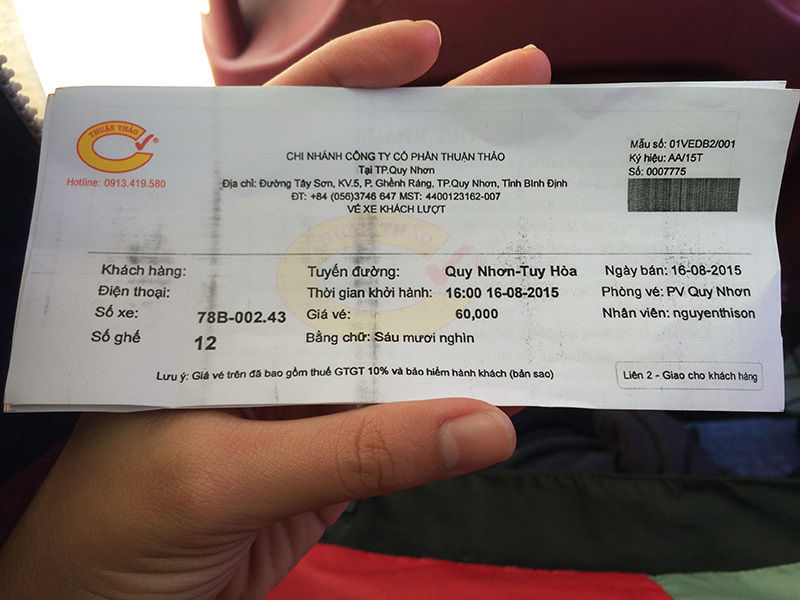 THUẬN THẢO
Hotline: 0913.419.580
CHI NHÁNH CÔNG TY CỔ PHẦN THUẬN THẢO
Tại TP.Quy Nhơn
Địa chỉ: Đường Tây Sơn, KV.5, P. Ghềnh Ráng, TP.Quy Nhơn, Tỉnh Bình Định
ĐT: +84 (056)3746 647 MST: 4400123162-007
VÉ XE KHÁCH LƯỢT
Mẫu số: 01VEDB2/001
Ký hiệu: AA/15T
Số: 0007775
Khách hàng:
Điện thoại:
Số xe: 78B-002.43
Số ghế 12
Tuyến đường: Quy Nhơn-Tuy Hòa
Thời gian khởi hành: 16:00 16-08-2015
Giá vé: 60,000
Bằng chữ: Sáu mươi nghìn
Ngày bán: 16-08-2015
Phòng vé: PV Quy Nhơn
Nhân viên: nguyenthison
Lưu ý: Giá vé trên đã bao gồm thuế GTGT 10% và bảo hiểm hành khách (bản sao)
Liên 2 - Giao cho khách hàng